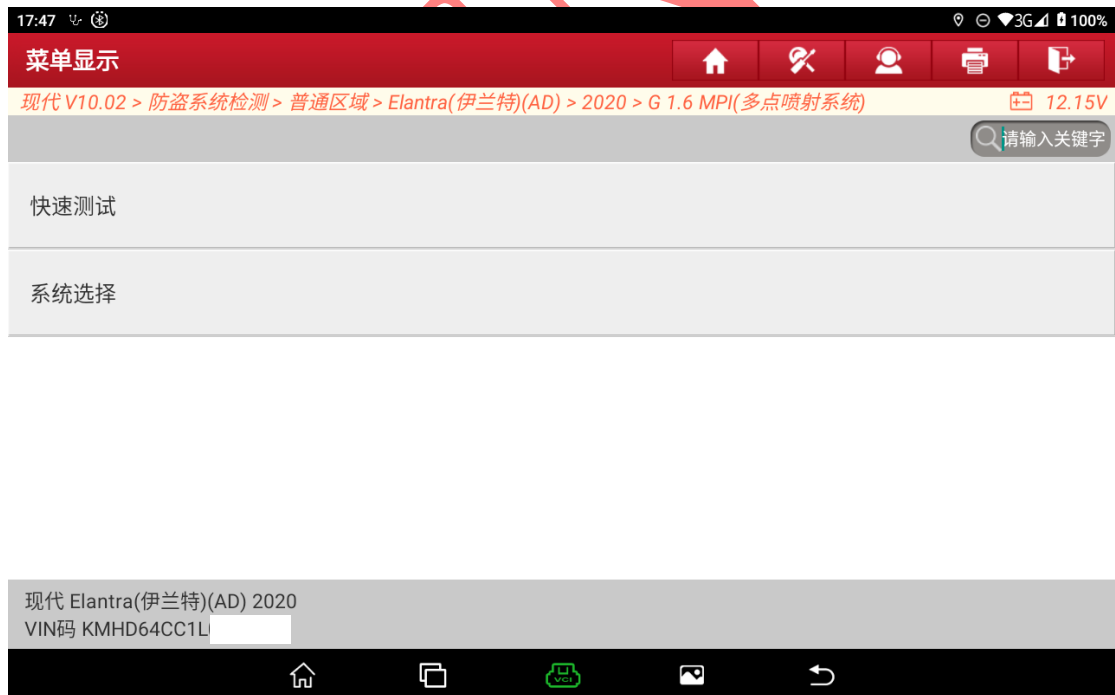 17:47 3G 100%
菜单显示
现代 V10.02 > 防盗系统检测 > 普通区域 > Elantra(伊兰特)(AD) > 2020 > G 1.6 MPI(多点喷射系统) 12.15V
请输入关键字
快速测试
系统选择
现代 Elantra(伊兰特)(AD) 2020
VIN码 KMHD64CC1L
VCI